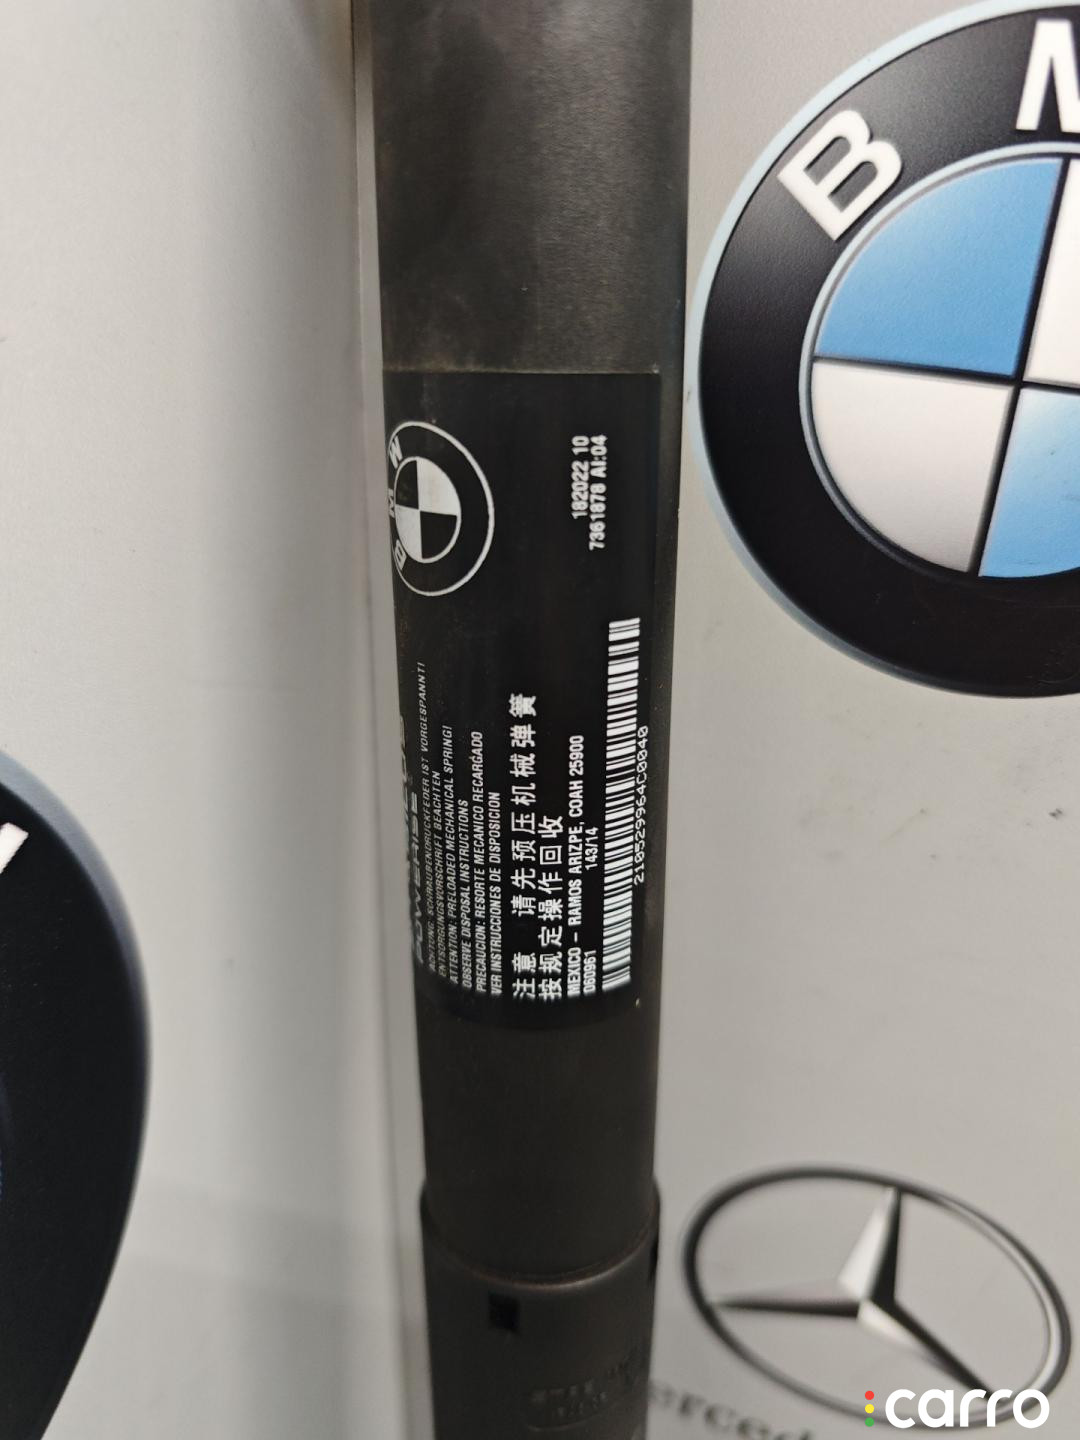 BMW
BMW
182022 10
7361878 AI:04
POWERISE
ACHTUNG: SCHRAUBENDRUCKFEDER IST VORGESPANNT!
ENTSORGUNGSVORSCHRIFT BEACHTEN
ATTENTION: PRELOADED MECHANICAL SPRING!
OBSERVE DISPOSAL INSTRUCTIONS
PRECAUCION: RESORTE MECANICO RECARGADO
VER INSTRUCCIONES DE DISPOSICION
注意 请先预压机械弹簧
按规定操作回收
MEXICO - RAMOS ARIZPE, COAH 25900
060961 143/14
210529964C0040
carro